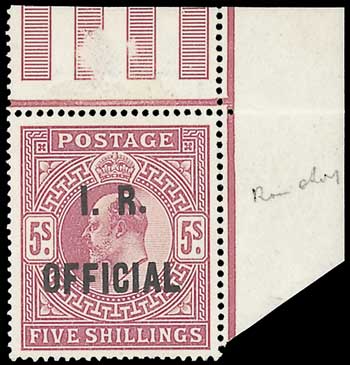 POSTAGE
I. R.
5s. 5s.
OFFICIAL
FIVE SHILLINGS